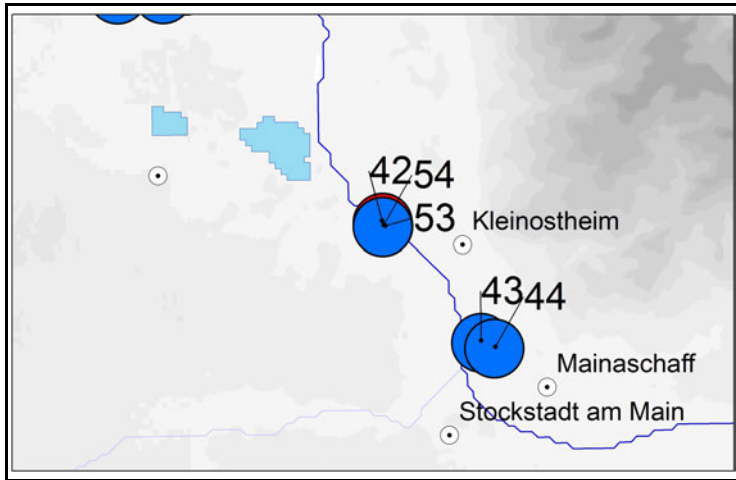 42 54
53
Kleinostheim
43 44
Mainaschaff
Stockstadt am Main